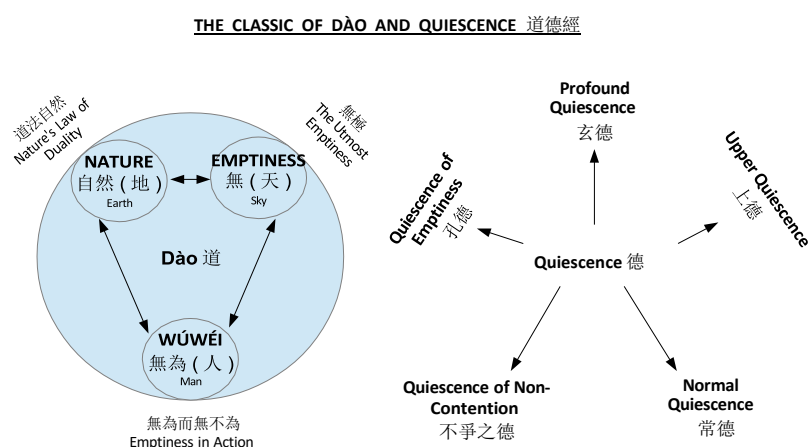 THE CLASSIC OF DÀO AND QUIESCENCE 道德經
道法自然
Nature's Law of
Duality
無極
The Utmost
Emptiness
NATURE
自然 ( 地 )
Earth
EMPTINESS
無 ( 天 )
Sky
Dào 道
WÚWÉI
無為 ( 人 )
Man
無為而無不為
Emptiness in Action
Profound
Quiescence
玄德
Quiescence of
Emptiness
孔德
Upper Quiescence
上德
Quiescence 德
Quiescence of Non-
Contention
不爭之德
Normal
Quiescence
常德